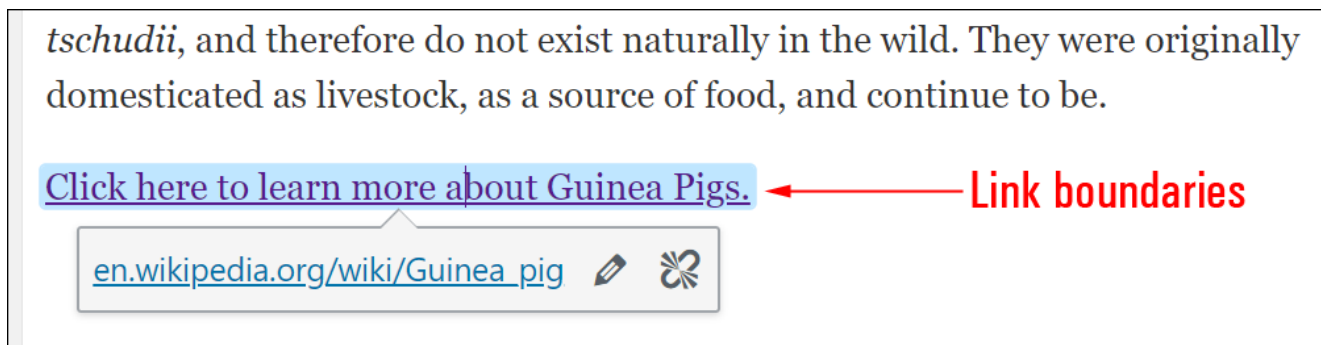 tschudii, and therefore do not exist naturally in the wild. They were originally
domesticated as livestock, as a source of food, and continue to be.
Click here to learn more about Guinea Pigs.
Link boundaries
en.wikipedia.org/wiki/Guinea_pig